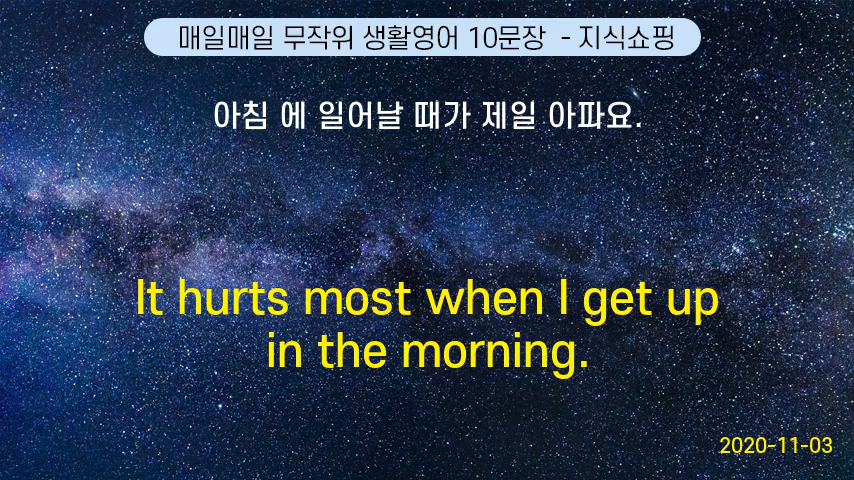 매일매일 무작위 생활영어 10문장 - 지식쇼핑
아침 에 일어날 때가 제일 아파요.
It hurts most when I get up
in the morning.
2020-11-03